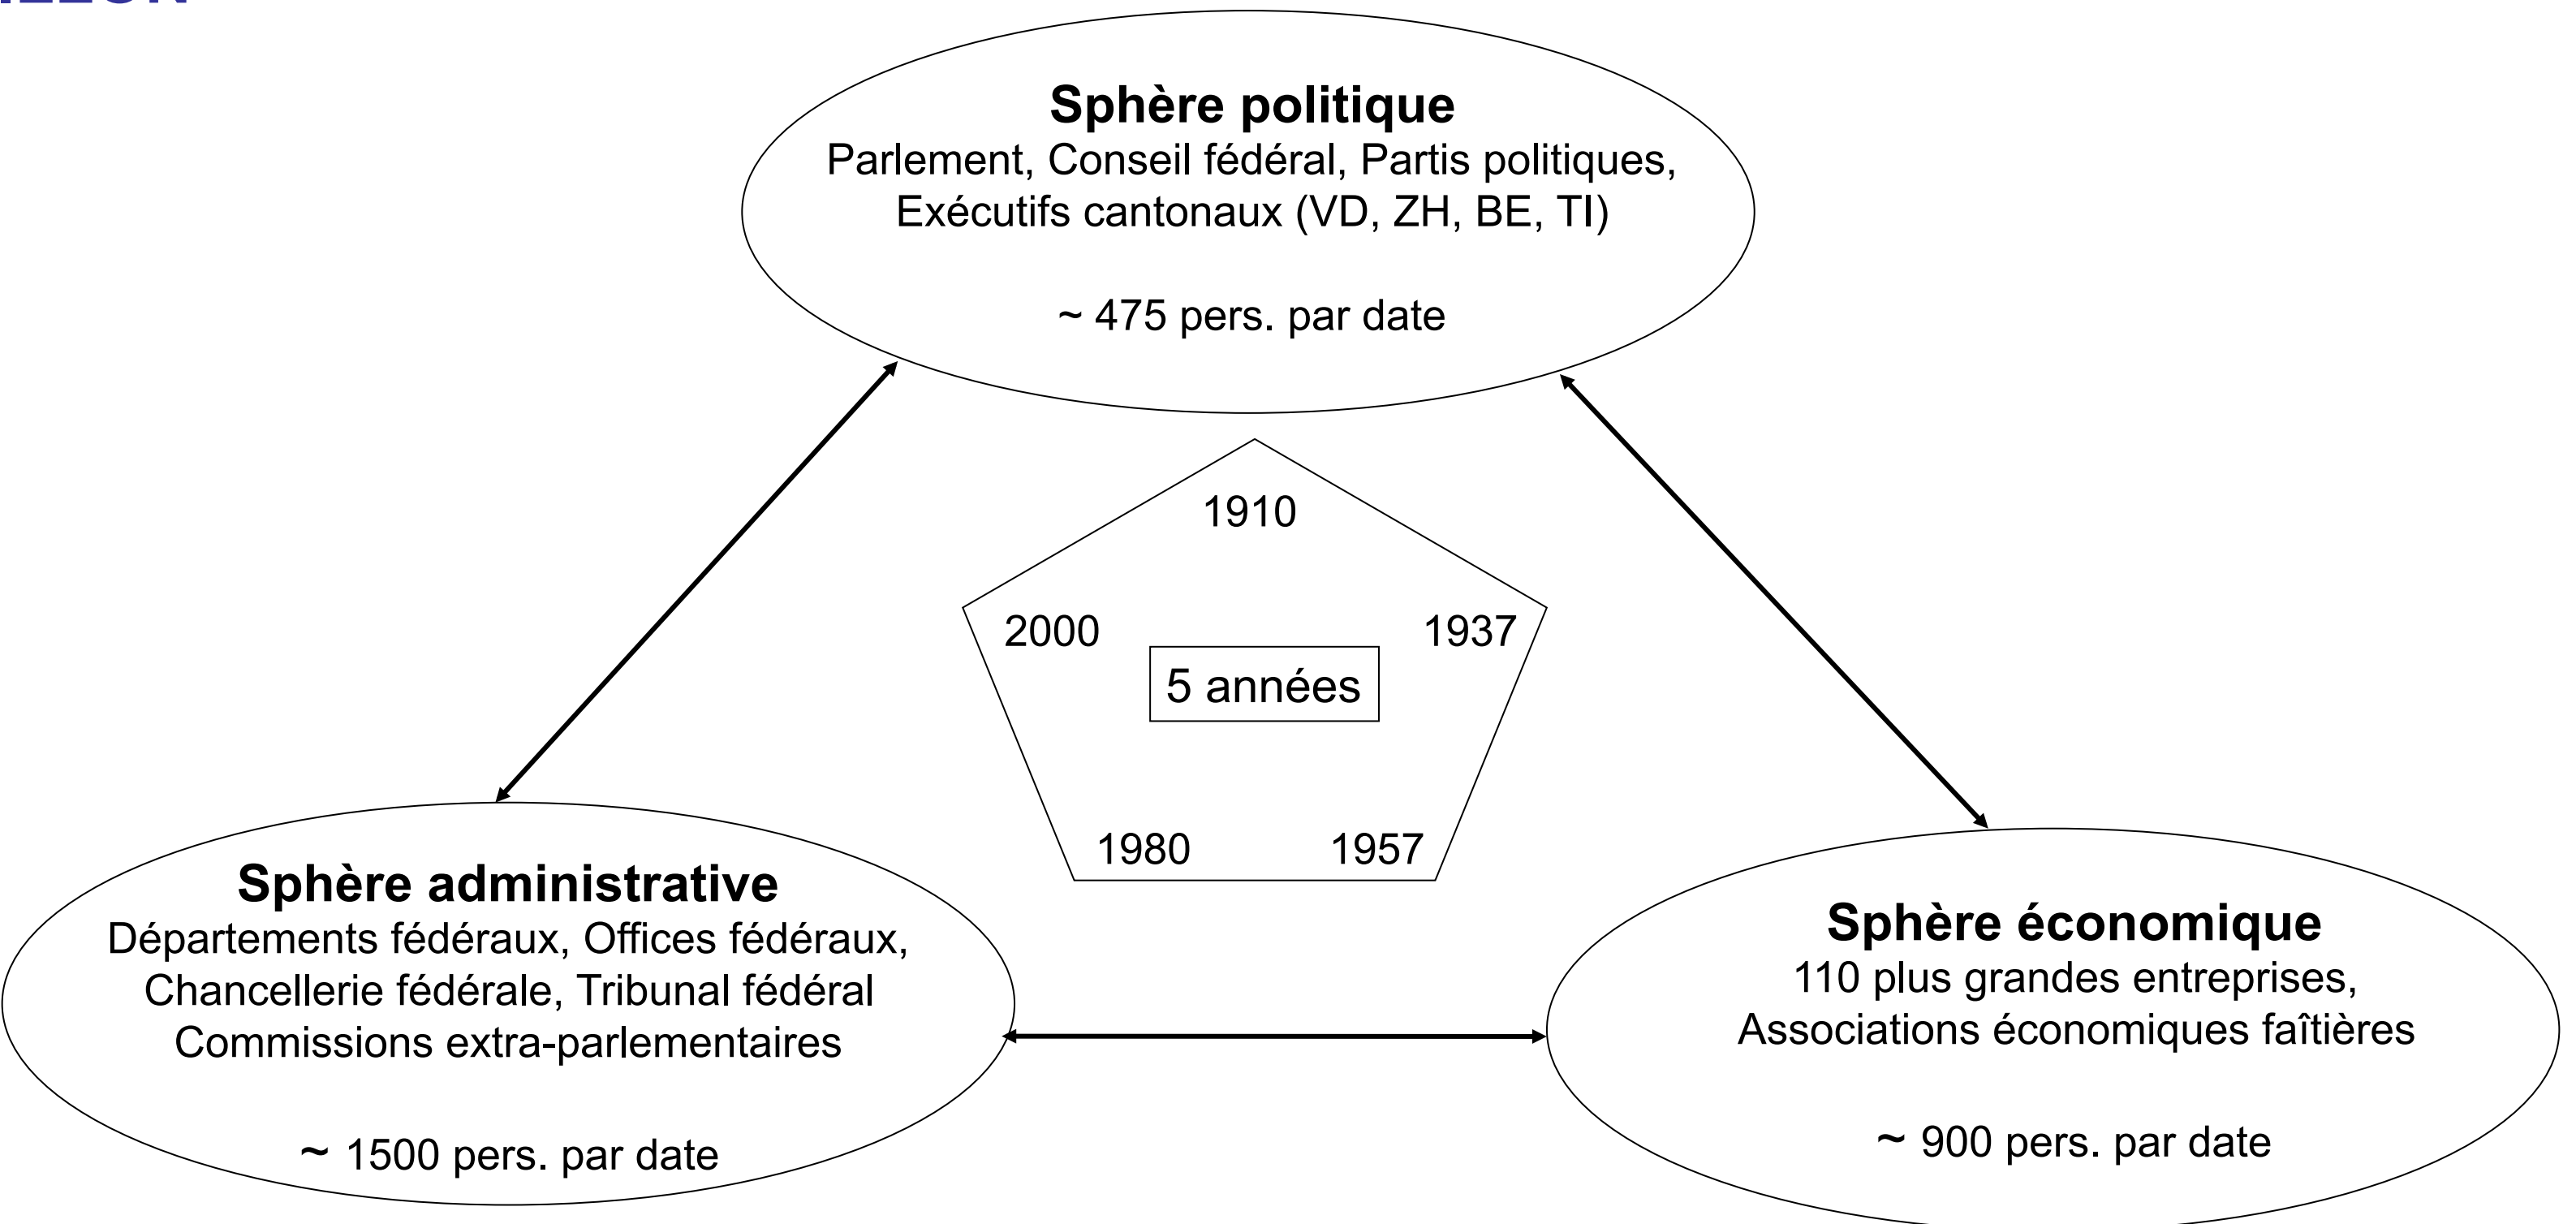 Sphère politique
Parlement, Conseil fédéral, Partis politiques,
Exécutifs cantonaux (VD, ZH, BE, TI)
~ 475 pers. par date
1910
2000
1937
5 années
1980
1957
Sphère administrative
Départements fédéraux, Offices fédéraux,
Chancellerie fédérale, Tribunal fédéral
Commissions extra-parlementaires
~ 1500 pers. par date
Sphère économique
110 plus grandes entreprises,
Associations économiques faîtières
~ 900 pers. par date